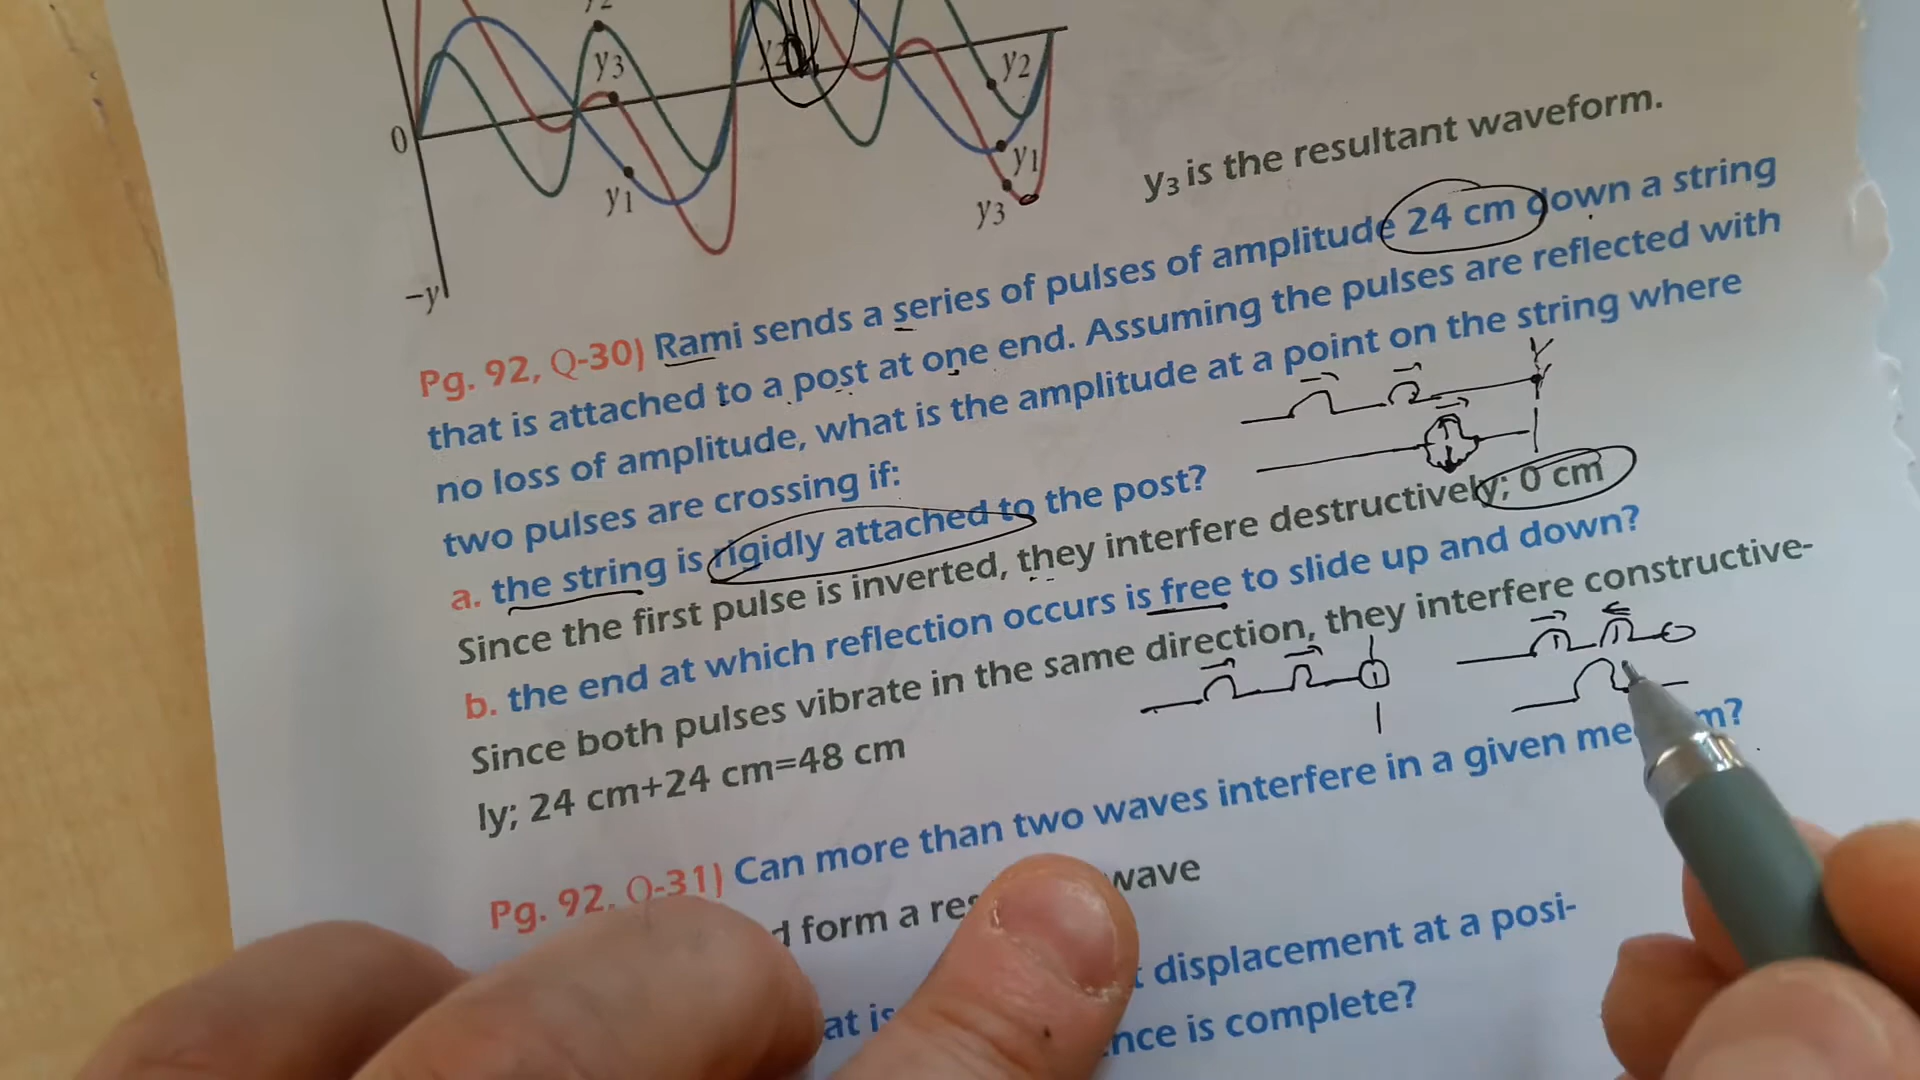 y3
y2
0
y1
y1
y3
−y
y3 is the resultant waveform.
Pg. 92, Q-30) Rami sends a series of pulses of amplitude 24 cm down a string
that is attached to a post at one end. Assuming the pulses are reflected with
no loss of amplitude, what is the amplitude at a point on the string where
two pulses are crossing if:
a. the string is rigidly attached to the post?
Since the first pulse is inverted, they interfere destructively; 0 cm
b. the end at which reflection occurs is free to slide up and down?
Since both pulses vibrate in the same direction, they interfere constructive-
ly; 24 cm+24 cm=48 cm
Pg. 92, Q-31) Can more than two waves interfere in a given me m?
form a res wave
displacement at a posi-
at is nce is complete?